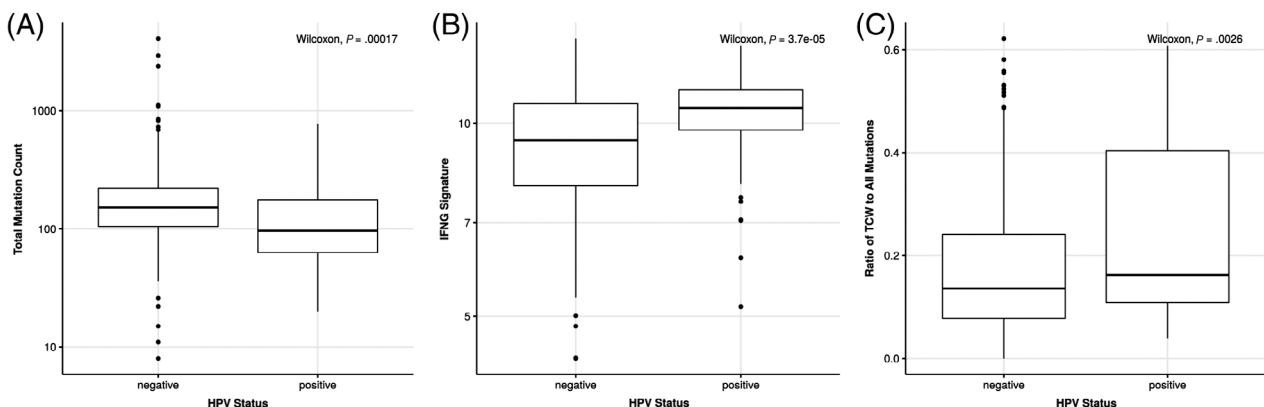 (A)
Wilcoxon, P = .00017
Total Mutation Count
1000
100
10
negative
positive
HPV Status
(B)
Wilcoxon, P = 3.7e-05
IFNG Signature
10
7
5
negative
positive
HPV Status
(C)
Wilcoxon, P = .0026
Ratio of TCW to All Mutations
0.6
0.4
0.2
0.0
negative
positive
HPV Status